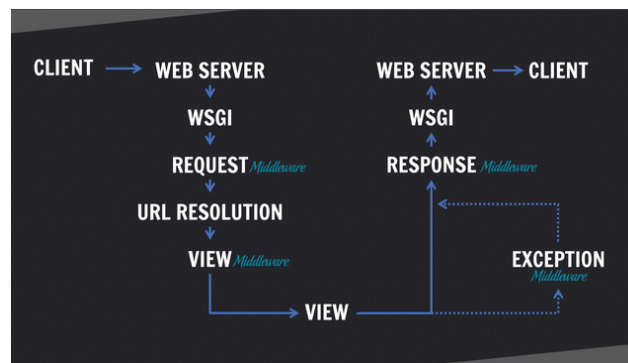 CLIENT
WEB SERVER
WSGI
REQUEST Middleware
URL RESOLUTION
VIEW Middleware
VIEW
WEB SERVER
CLIENT
WSGI
RESPONSE Middleware
EXCEPTION
Middleware